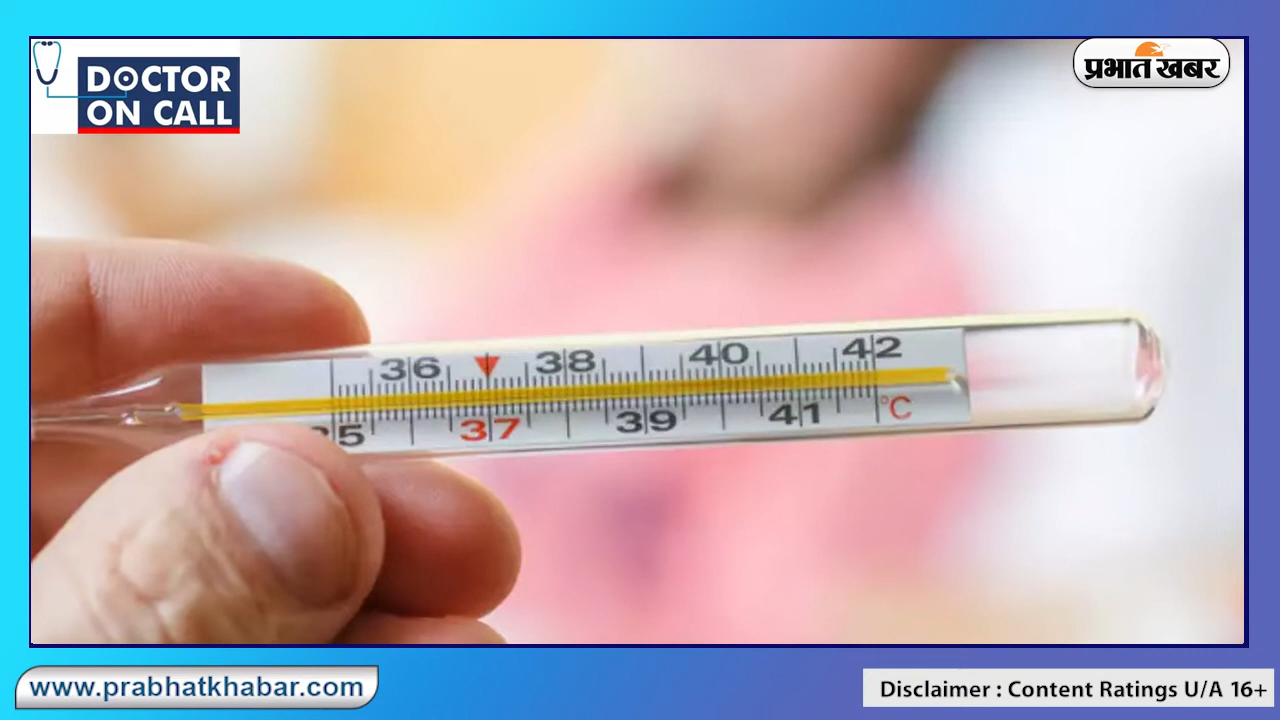 DOCTOR
ON CALL
प्रभात खबर
36 38 40 42
35 37 39 41 °C
www.prabhatkhabar.com
Disclaimer : Content Ratings U/A 16+